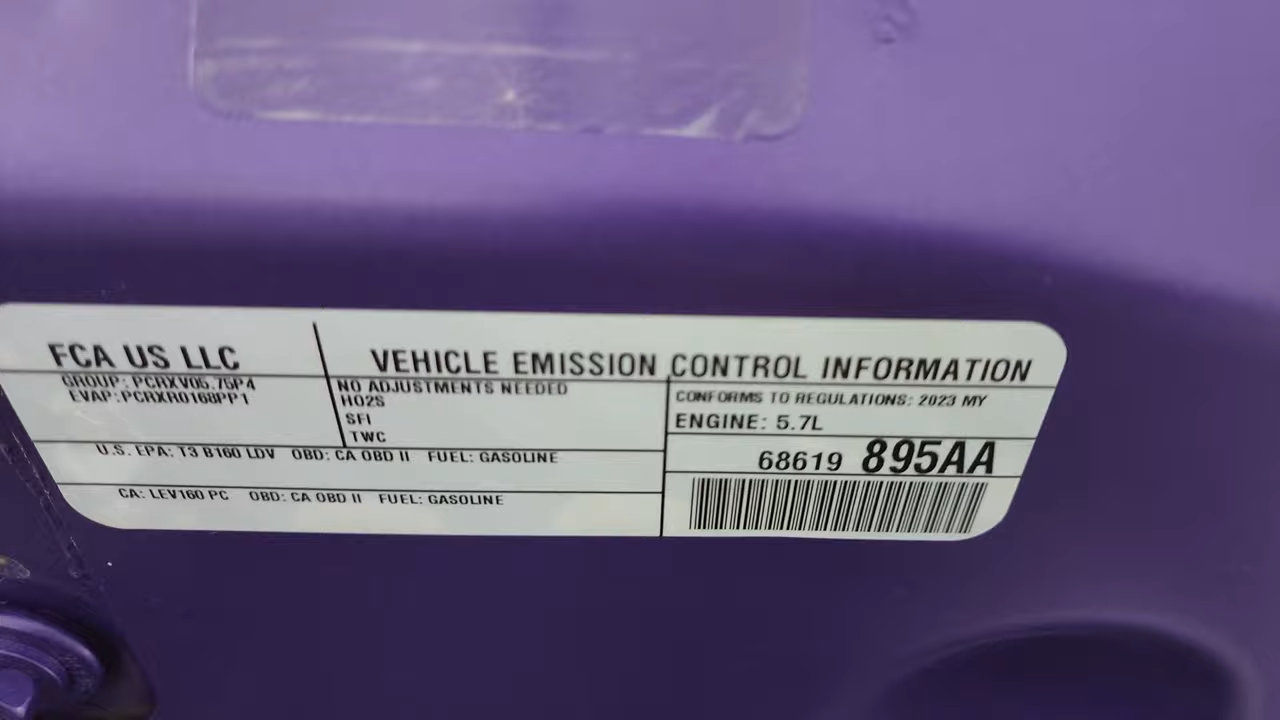 FCA US LLC
VEHICLE EMISSION CONTROL INFORMATION
GROUP: PCRXV05.75P4
EVAP: PCRXR0168PP1
NO ADJUSTMENTS NEEDED
HO2S
SFI
TWC
CONFORMS TO REGULATIONS: 2023 MY
ENGINE: 5.7L
U.S. EPA: T3 B160 LDV OBD: CA OBD II FUEL: GASOLINE
68619 895AA
CA: LEV160 PC OBD: CA OBD II FUEL: GASOLINE